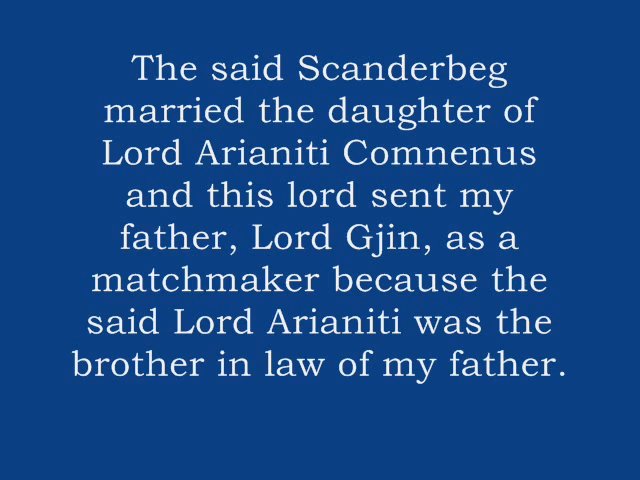 The said Scanderbeg
married the daughter of
Lord Arianiti Comnenus
and this lord sent my
father, Lord Gjin, as a
matchmaker because the
said Lord Arianiti was the
brother in law of my father.